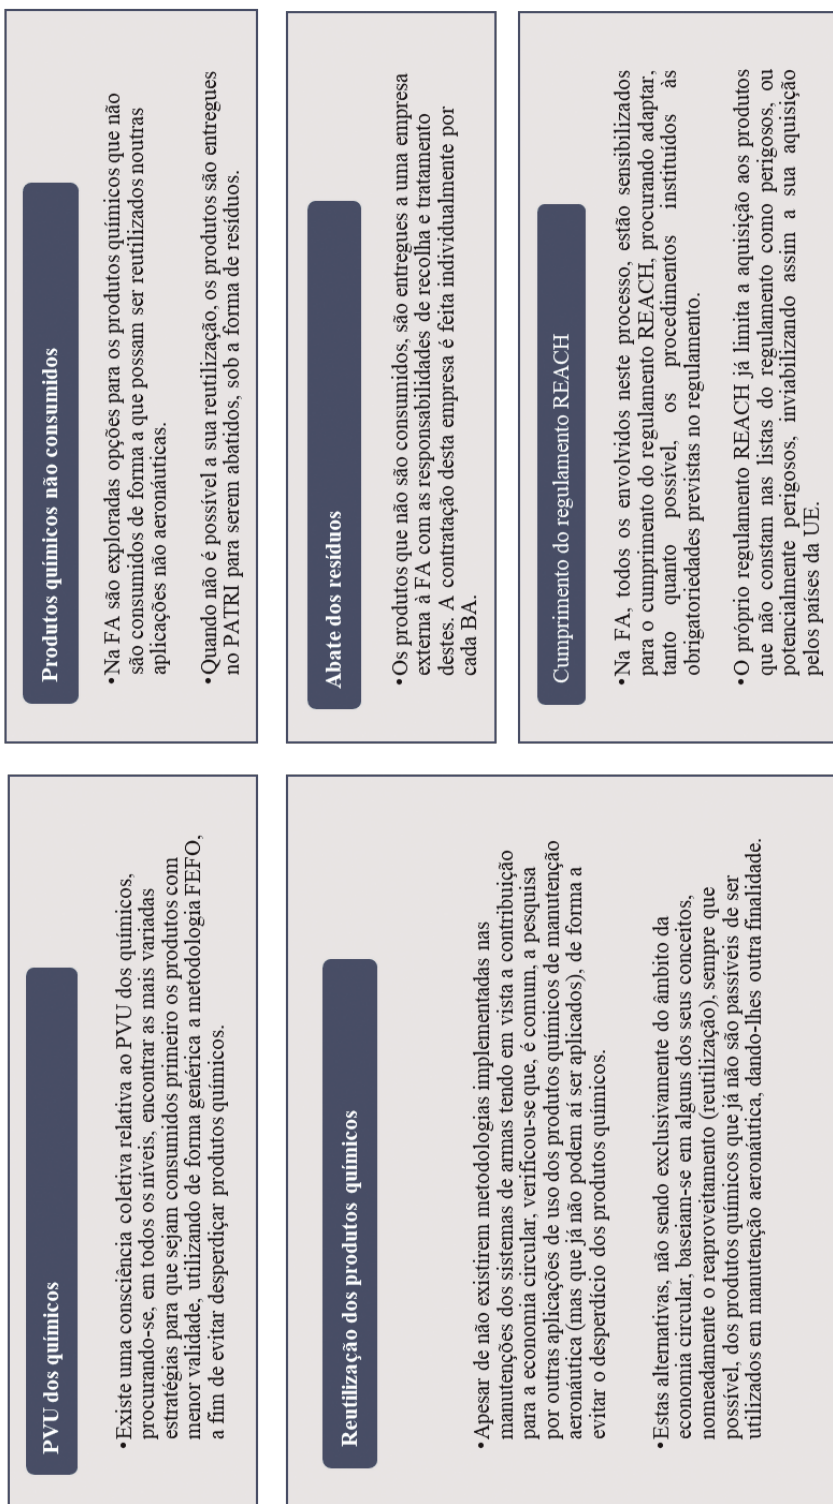 PVU dos químicos
•Existe uma consciência coletiva relativa ao PVU dos químicos,
procurando-se, em todos os níveis, encontrar as mais variadas
estratégias para que sejam consumidos primeiro os produtos com
menor validade, utilizando de forma genérica a metodologia FEFO,
a fim de evitar desperdiçar produtos químicos.
Produtos químicos não consumidos
•Na FA são exploradas opções para os produtos químicos que não
são consumidos de forma a que possam ser reutilizados noutras
aplicações não aeronáuticas.
•Quando não é possível a sua reutilização, os produtos são entregues
no PATRI para serem abatidos, sob a forma de resíduos.
Reutilização dos produtos químicos
•Apesar de não existirem metodologias implementadas nas
manutenções dos sistemas de armas tendo em vista a contribuição
para a economia circular, verificou-se que, é comum, a pesquisa
por outras aplicações de uso dos produtos químicos de manutenção
aeronáutica (mas que já não podem aí ser aplicados), de forma a
evitar o desperdício dos produtos químicos.
•Estas alternativas, não sendo exclusivamente do âmbito da
economia circular, baseiam-se em alguns dos seus conceitos,
nomeadamente o reaproveitamento (reutilização), sempre que
possível, dos produtos químicos que já não são passíveis de ser
utilizados em manutenção aeronáutica, dando-lhes outra finalidade.
Abate dos resíduos
•Os produtos que não são consumidos, são entregues a uma empresa
externa à FA com as responsabilidades de recolha e tratamento
destes. A contratação desta empresa é feita individualmente por
cada BA.
Cumprimento do regulamento REACH
•Na FA, todos os envolvidos neste processo, estão sensibilizados
para o cumprimento do regulamento REACH, procurando adaptar,
tanto quanto possível, os procedimentos instituídos às
obrigatoriedades previstas no regulamento.
•O próprio regulamento REACH já limita a aquisição aos produtos
que não constam nas listas do regulamento como perigosos, ou
potencialmente perigosos, inviabilizando assim a sua aquisição
pelos países da UE.